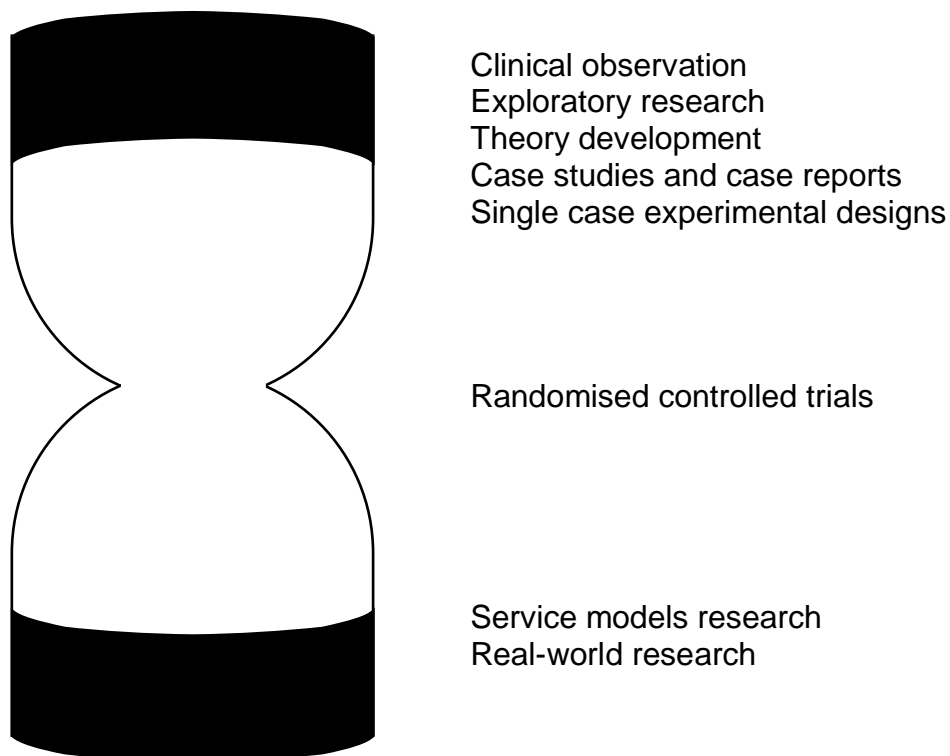 Clinical observation
Exploratory research
Theory development
Case studies and case reports
Single case experimental designs
Randomised controlled trials
Service models research
Real-world research